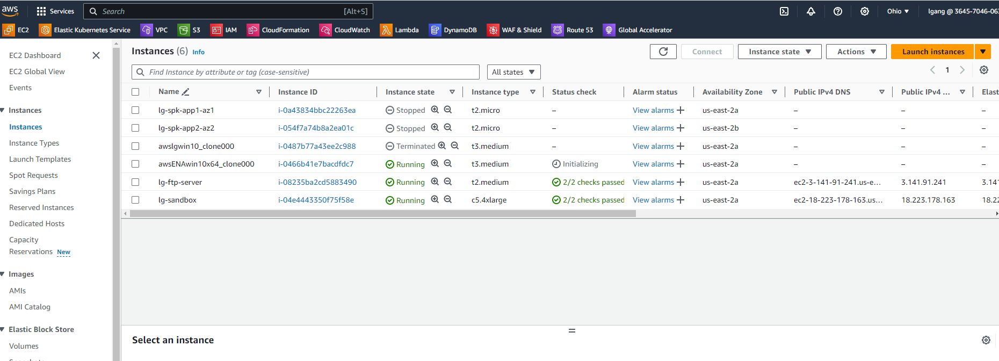 aws
Services
Search
[Alt+S]
Ohio
lgang @ 3645-7046-06
EC2
Elastic Kubernetes Service
VPC
S3
IAM
CloudFormation
CloudWatch
Lambda
DynamoDB
WAF & Shield
Route 53
Global Accelerator
EC2 Dashboard
EC2 Global View
Events
Instances
Instances
Instance Types
Launch Templates
Spot Requests
Savings Plans
Reserved Instances
Dedicated Hosts
Capacity
Reservations New
Images
AMIs
AMI Catalog
Elastic Block Store
Volumes
Instances (6) Info
Connect
Instance state
Actions
Launch instances
Find Instance by attribute or tag (case-sensitive)
All states
1
Name Instance ID Instance state Instance type Status check Alarm status Availability Zone Public IPv4 DNS Public IPv4 ... Elast
lg-spk-app1-az1 i-0a43834bbc22263ea Stopped t2.micro – View alarms us-east-2a – – –
lg-spk-app2-az2 i-054f7a74b8a2ea01c Stopped t2.micro – View alarms us-east-2b – – –
awslgwin10_clone000 i-0487b77a43ee2c988 Terminated t3.medium – View alarms us-east-2a – – –
awsENAwin10x64_clone000 i-0466b41e7bacdfdc7 Running t3.medium Initializing View alarms us-east-2a – – –
lg-ftp-server i-08235ba2cd5883490 Running t2.medium 2/2 checks passed View alarms us-east-2a ec2-3-141-91-241.us-e... 3.141.91.241 3.141
lg-sandbox i-04e4443350f75f58e Running c5.4xlarge 2/2 checks passed View alarms us-east-2a ec2-18-223-178-163.us... 18.223.178.163 18.22
Select an instance